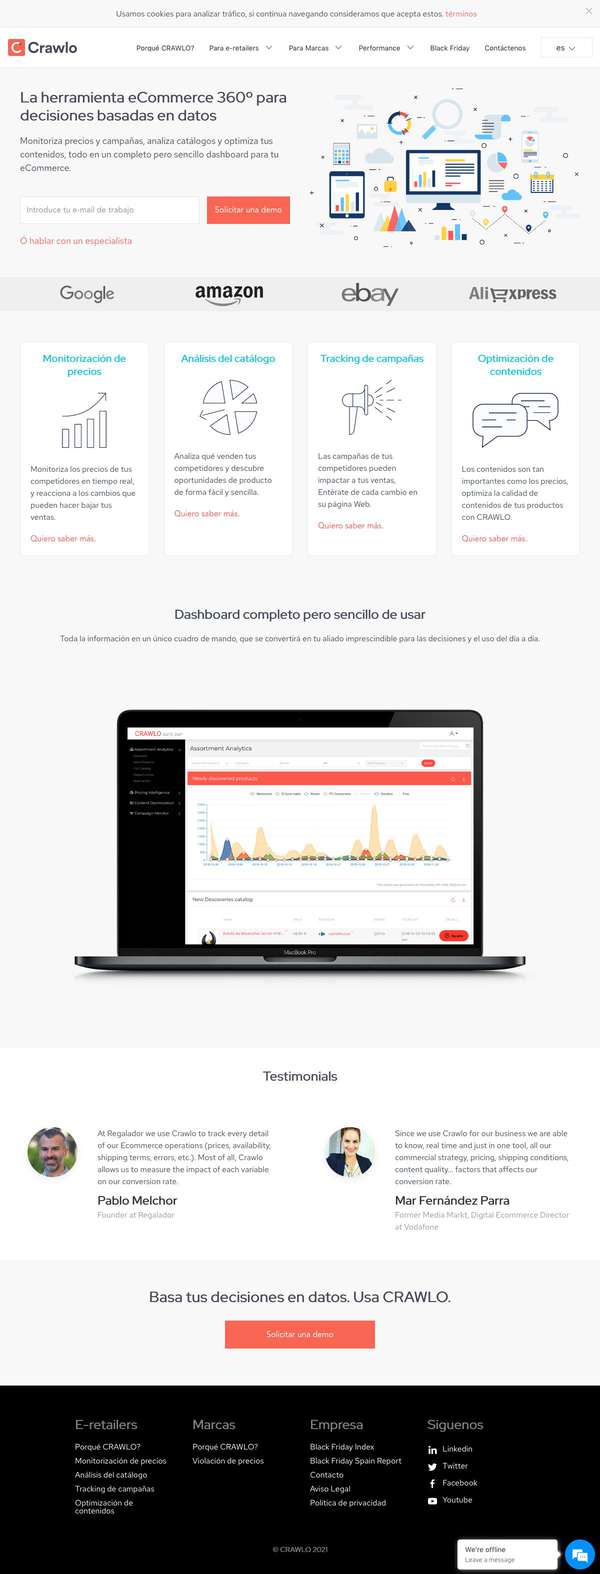 Usamos cookies para analizar tráfico, si continua navegando consideramos que acepta estos. términos
Crawlo
Porqué CRAWLO?
Para e-retailers
Para Marcas
Performance
Black Friday
Contáctenos
es
La herramienta eCommerce 360º para
decisiones basadas en datos
Monitoriza precios y campañas, analiza catálogos y optimiza tus
contenidos, todo en un completo pero sencillo dashboard para tu
eCommerce.
Introduce tu e-mail de trabajo
Solicitar una demo
Ó hablar con un especialista
Google
amazon
ebay
AliExpress
Monitorización de
precios
Monitoriza los precios de tus
competidores en tiempo real,
y reacciona a los cambios que
pueden hacer bajar tus
ventas.
Quiero saber más.
Análisis del catálogo
Analiza qué venden tus
competidores y descubre
oportunidades de producto
de forma fácil y sencilla.
Quiero saber más.
Tracking de campañas
Las campañas de tus
competidores pueden
impactar a tus ventas,
Entérate de cada cambio en
su página Web.
Quiero saber más.
Optimización de
contenidos
Los contenidos son tan
importantes como los precios,
optimiza la calidad de
contenidos de tus productos
con CRAWLO.
Quiero saber más.
Dashboard completo pero sencillo de usar
Toda la información en un único cuadro de mando, que se convertirá en tu aliado imprescindible para las decisiones y el uso del día a día.
CRAWLO
Assortment Analytics
Assortment Analytics
Pricing Intelligence
Content Optimization
Campaign Monitor
Newly discovered products
New Discoveries catalog
MacBook Pro
Testimonials
At Regalador we use Crawlo to track every detail
of our Ecommerce operations (prices, availability,
shipping terms, errors, etc.). Most of all, Crawlo
allows us to measure the impact of each variable
on our conversion rate.
Pablo Melchor
Founder at Regalador
Since we use Crawlo for our business we are able
to know, real time and just in one tool, all our
commercial strategy, pricing, shipping conditions,
content quality... factors that affects our
conversion rate.
Mar Fernández Parra
Former Media Markt, Digital Ecommerce Director
at Vodafone
Basa tus decisiones en datos. Usa CRAWLO.
Solicitar una demo
E-retailers
Porqué CRAWLO?
Monitorización de precios
Análisis del catálogo
Tracking de campañas
Optimización de
contenidos
Marcas
Porqué CRAWLO?
Violación de precios
Empresa
Black Friday Index
Black Friday Spain Report
Contacto
Aviso Legal
Política de privacidad
Síguenos
Linkedin
Twitter
Facebook
Youtube
© CRAWLO 2021
We're offline
Leave a message